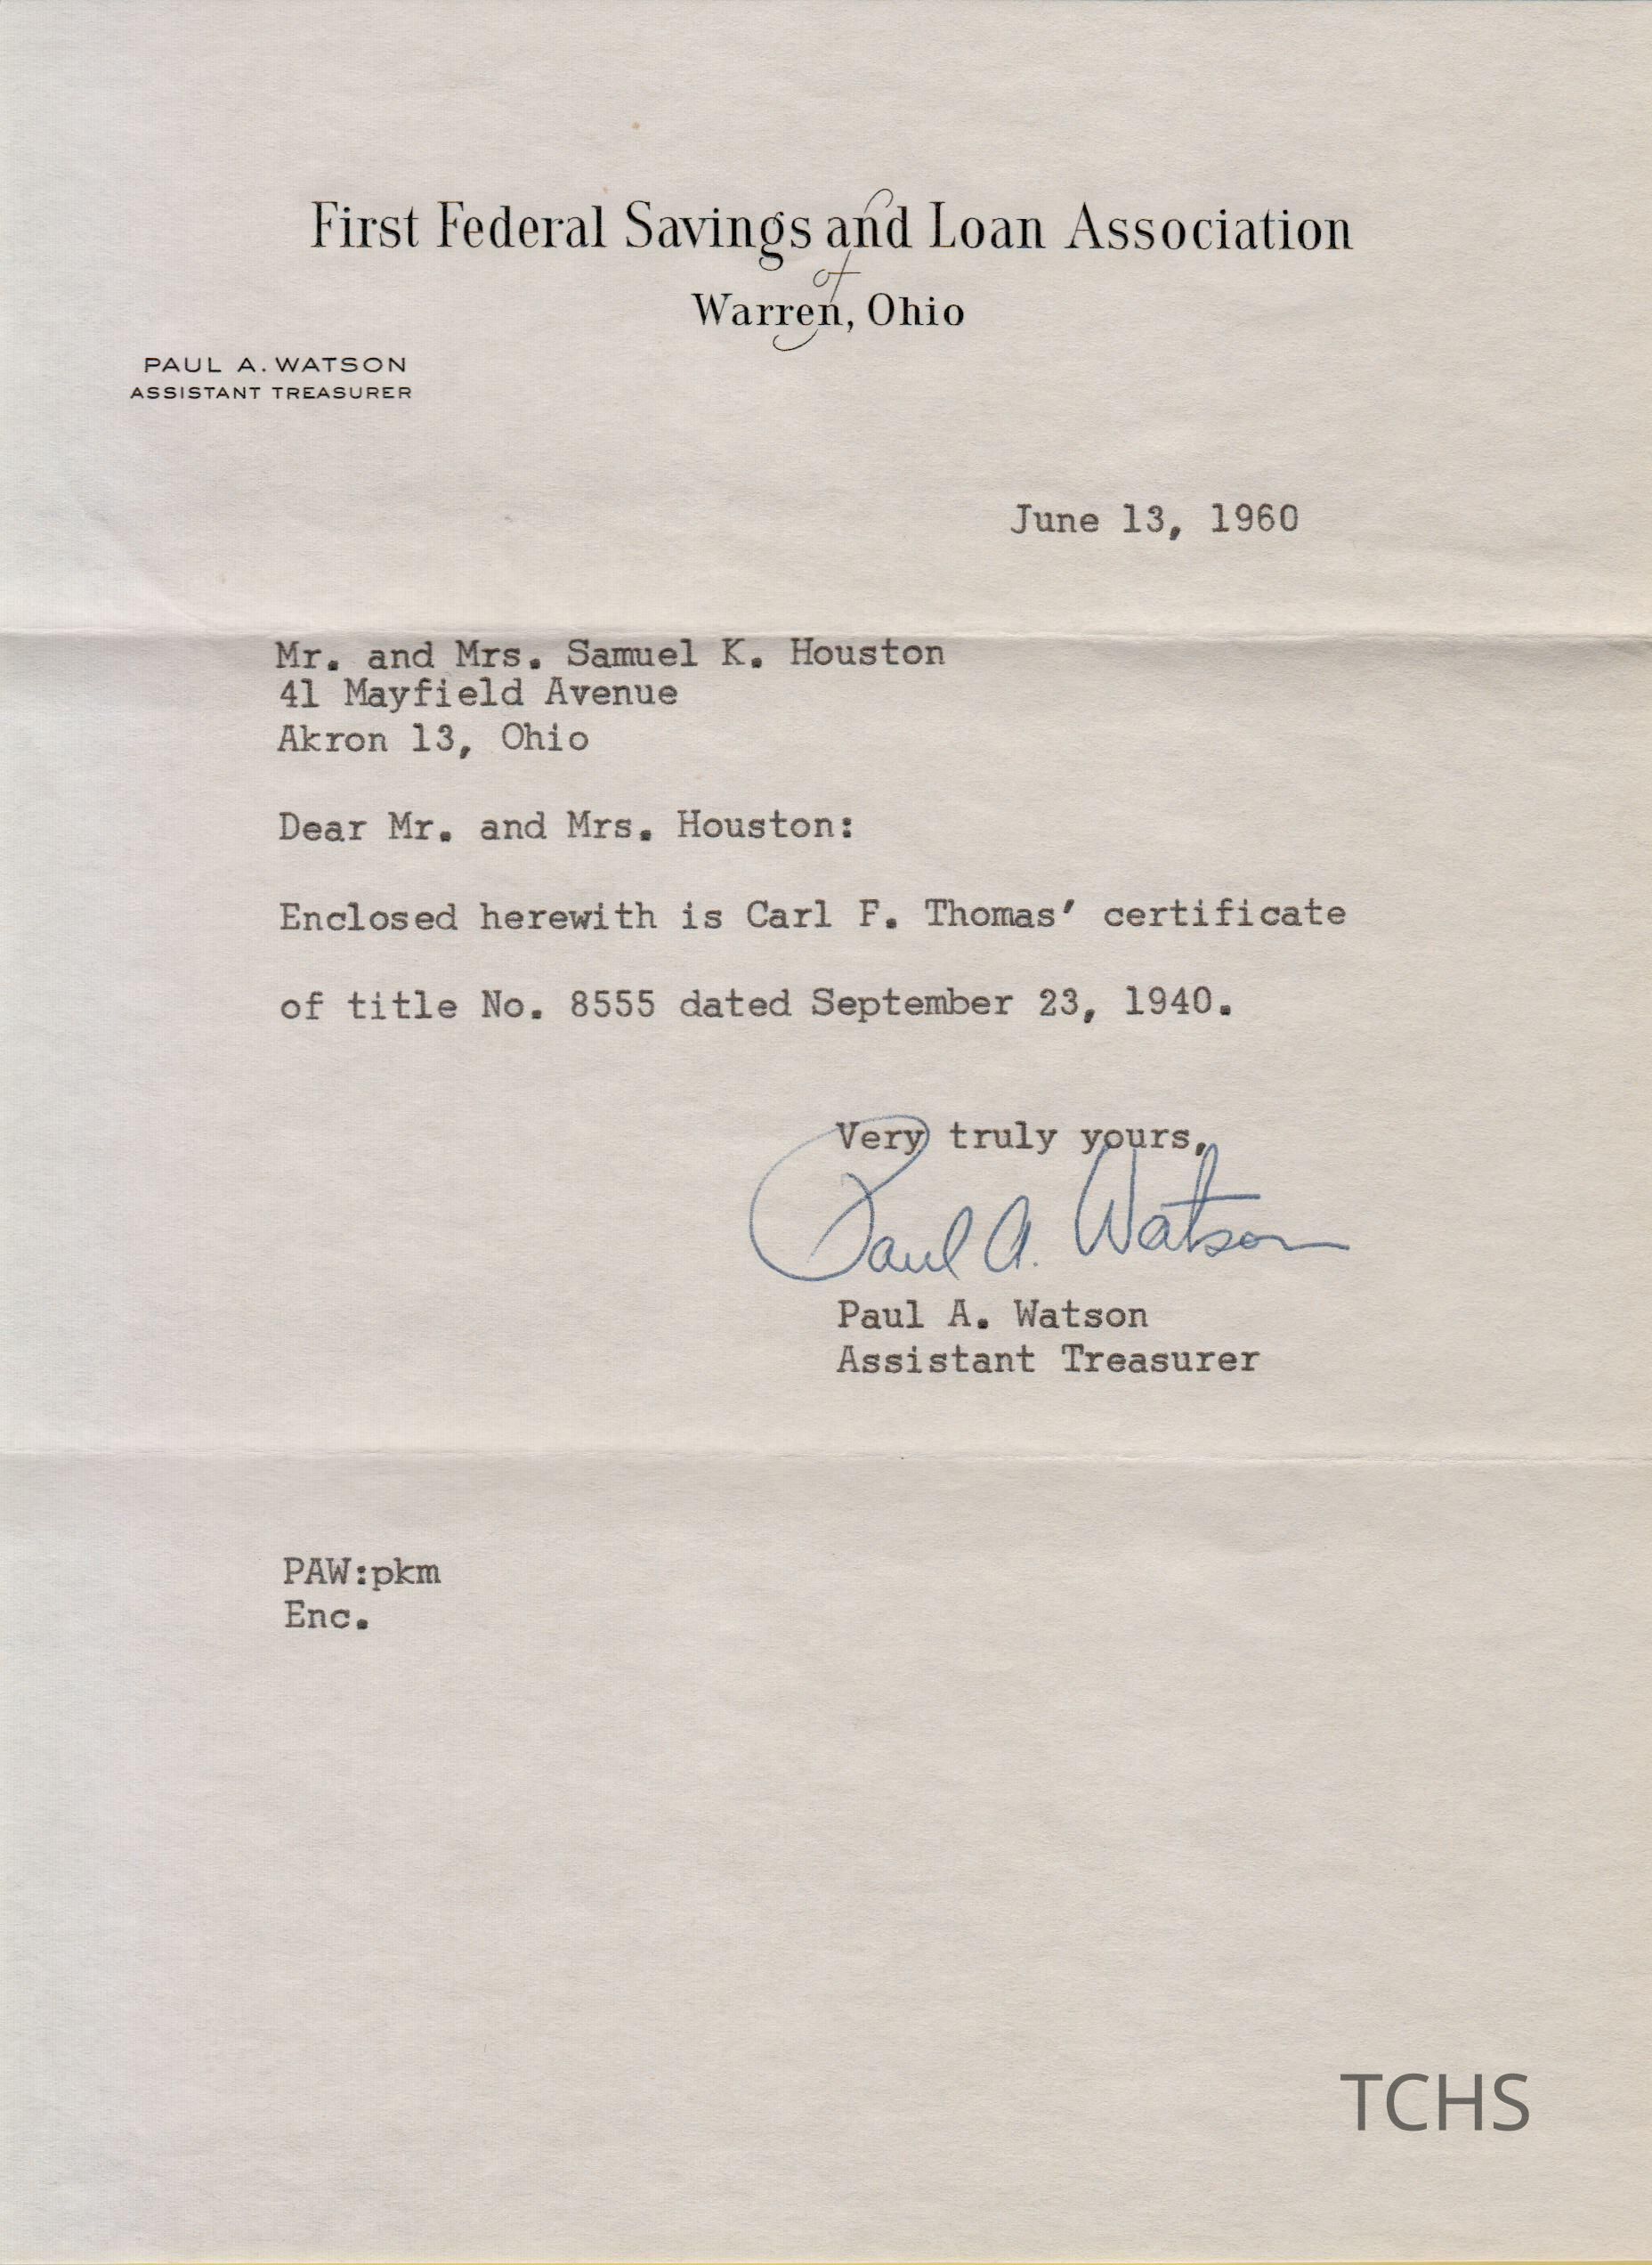 First Federal Savings and Loan Association
of
Warren, Ohio
PAUL A. WATSON
ASSISTANT TREASURER
June 13, 1960
Mr. and Mrs. Samuel K. Houston
41 Mayfield Avenue
Akron 13, Ohio
Dear Mr. and Mrs. Houston:
Enclosed herewith is Carl F. Thomas' certificate
of title No. 8555 dated September 23, 1940.
Very truly yours,
Paul A. Watson
Paul A. Watson
Assistant Treasurer
PAW:pkm
Enc.
TCHS